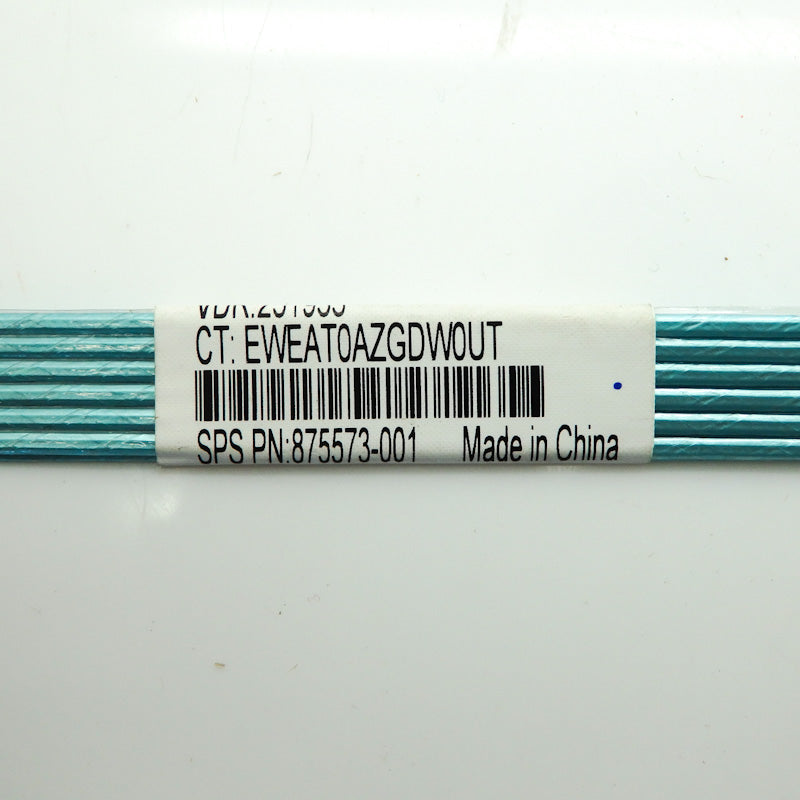 CT: EWEAT0AZGDW0UT
SPS PN:875573-001 Made in China